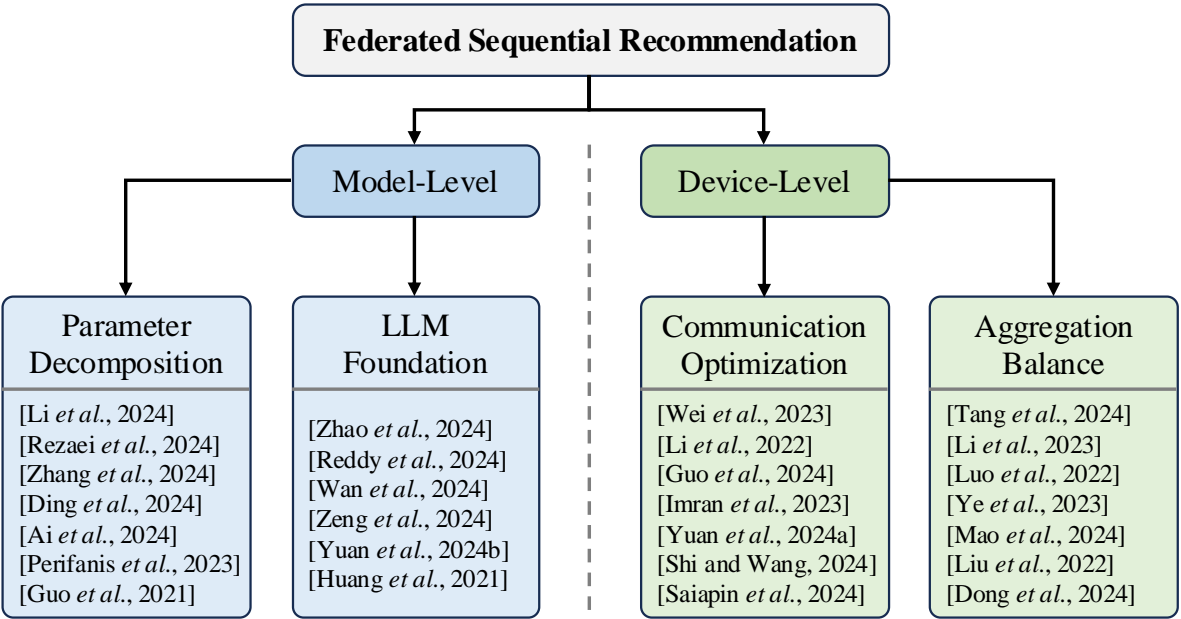 Federated Sequential Recommendation
Model-Level
Device-Level
Parameter
Decomposition
[Li et al., 2024]
[Rezaei et al., 2024]
[Zhang et al., 2024]
[Ding et al., 2024]
[Ai et al., 2024]
[Perifanis et al., 2023]
[Guo et al., 2021]
LLM
Foundation
[Zhao et al., 2024]
[Reddy et al., 2024]
[Wan et al., 2024]
[Zeng et al., 2024]
[Yuan et al., 2024b]
[Huang et al., 2021]
Communication
Optimization
[Wei et al., 2023]
[Li et al., 2022]
[Guo et al., 2024]
[Imran et al., 2023]
[Yuan et al., 2024a]
[Shi and Wang, 2024]
[Saiapin et al., 2024]
Aggregation
Balance
[Tang et al., 2024]
[Li et al., 2023]
[Luo et al., 2022]
[Ye et al., 2023]
[Mao et al., 2024]
[Liu et al., 2022]
[Dong et al., 2024]